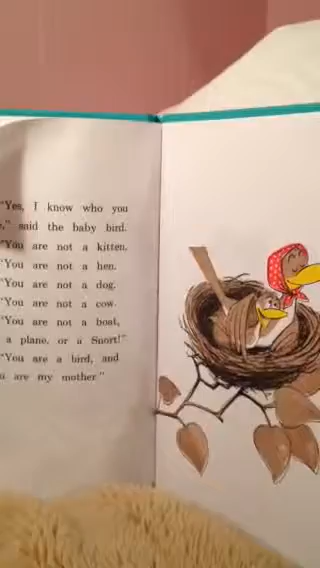 "Yes, I know who you
," said the baby bird.
"You are not a kitten.
"You are not a hen.
"You are not a dog.
"You are not a cow.
"You are not a boat,
a plane, or a Snort!"
"You are a bird, and
are my mother."